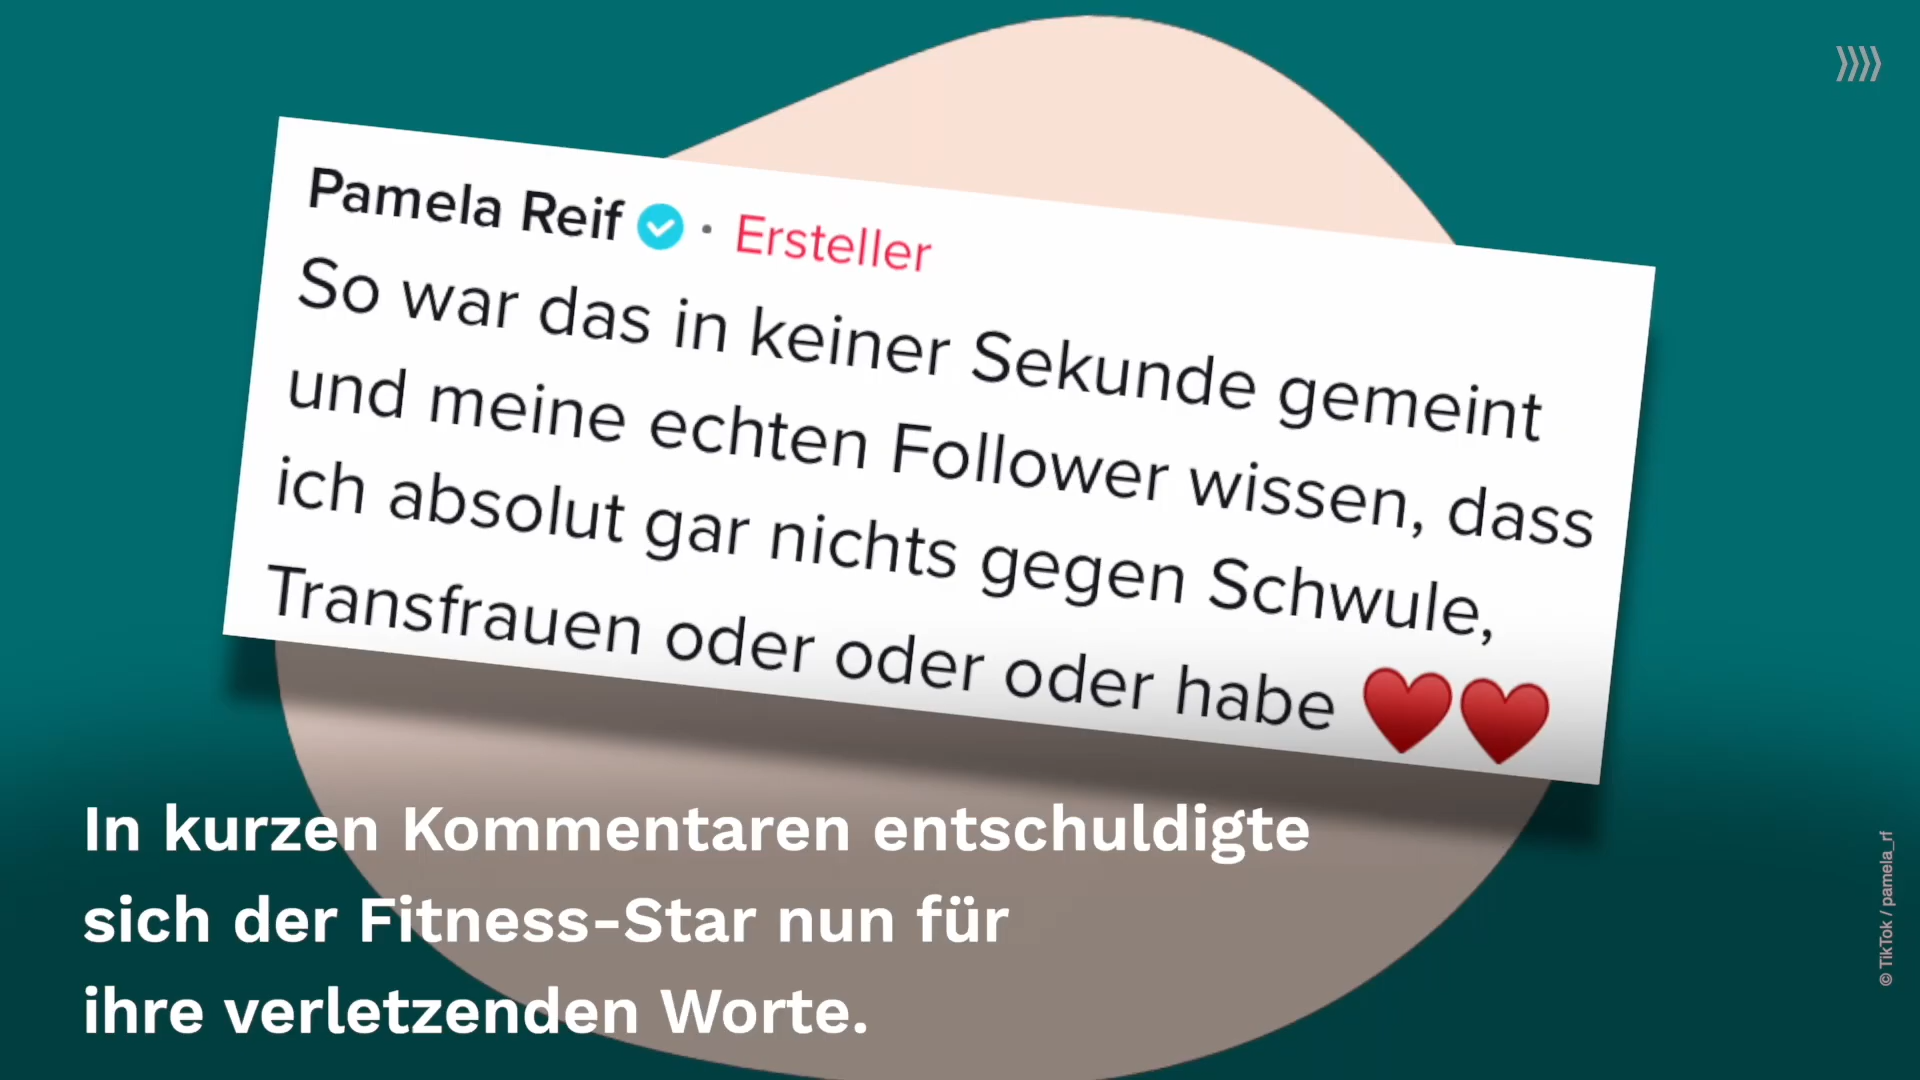 Pamela Reif · Ersteller
So war das in keiner Sekunde gemeint
und meine echten Follower wissen, dass
ich absolut gar nichts gegen Schwule,
Transfrauen oder oder oder habe ♥️♥️
In kurzen Kommentaren entschuldigte
sich der Fitness-Star nun für
ihre verletzenden Worte.
© TikTok / pamela_rf